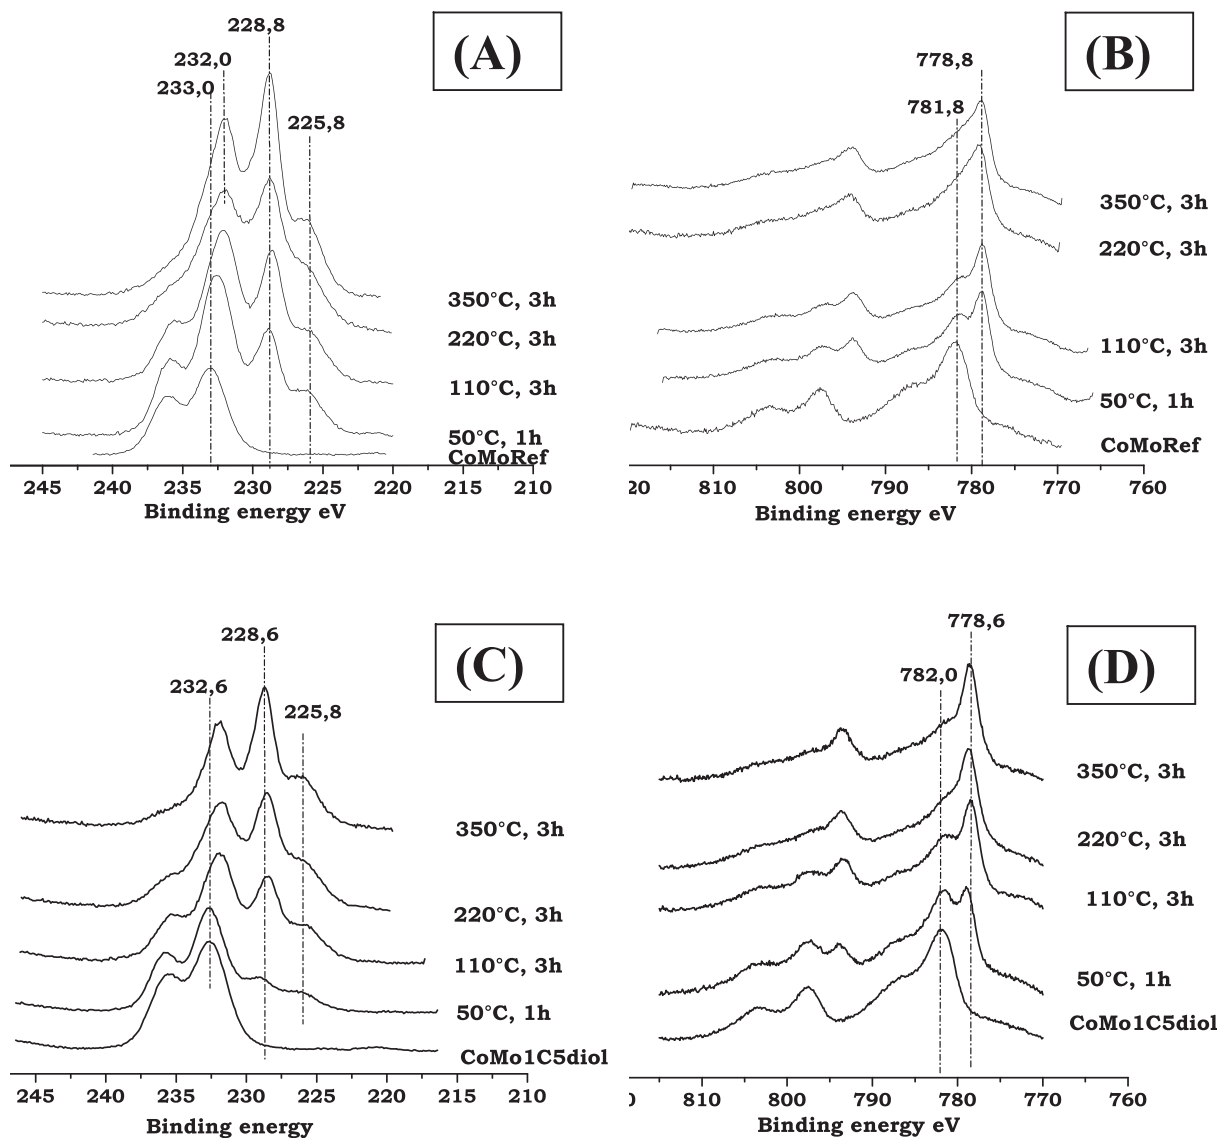 (A)
228,8
232,0
233,0
225,8
350°C, 3h
220°C, 3h
110°C, 3h
50°C, 1h
CoMoRef
245 240 235 230 225 220 215 210
Binding energy eV
(B)
778,8
781,8
350°C, 3h
220°C, 3h
110°C, 3h
50°C, 1h
CoMoRef
20 810 800 790 780 770 760
Binding energy eV
(C)
228,6
232,6
225,8
350°C, 3h
220°C, 3h
110°C, 3h
50°C, 1h
CoMo1C5diol
245 240 235 230 225 220 215 210
Binding energy
(D)
778,6
782,0
350°C, 3h
220°C, 3h
110°C, 3h
50°C, 1h
CoMo1C5diol
810 800 790 780 770 760
Binding energy eV